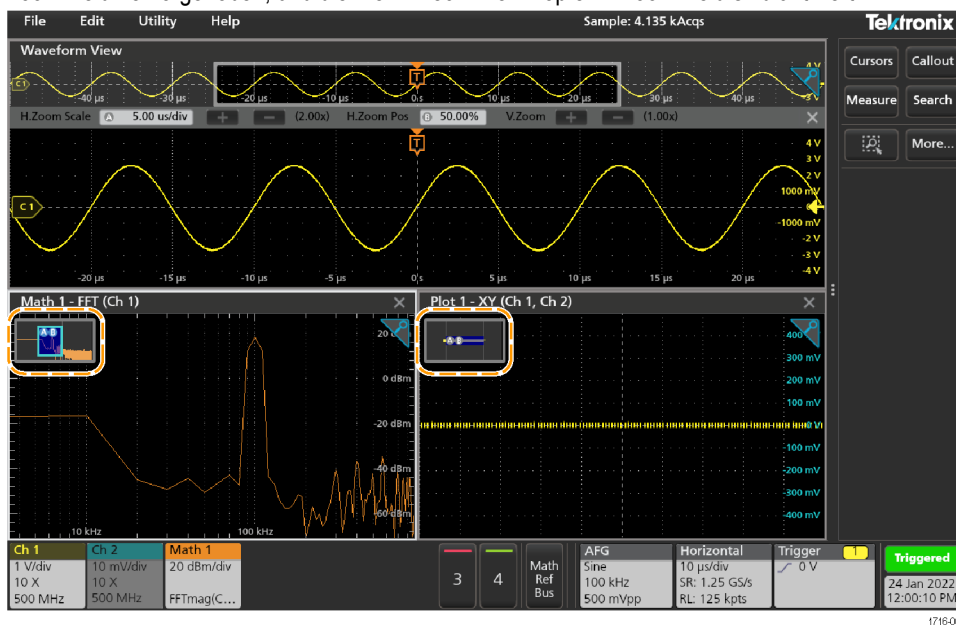 File Edit Utility Help Sample: 4.135 kAcqs Tektronix
Waveform View
Cursors Callout
C1
-40 µs -30 µs -20 µs -10 µs 0 s 10 µs 20 µs 30 µs 40 µs
T
Measure Search
H.Zoom Scale A 5.00 us/div + - (2.00x) H.Zoom Pos B 50.00% V.Zoom + - (1.00x)
More...
T
4 V
3 V
2 V
1000 mV
C 1
-1000 mV
-2 V
-3 V
-4 V
-20 µs -15 µs -10 µs -5 µs 0 s 5 µs 10 µs 15 µs 20 µs
Math 1 - FFT (Ch 1)
A B
20
0 dBm
-20 dBm
-40 dBm
-60 dBm
10 kHz 100 kHz
Plot 1 - XY (Ch 1, Ch 2)
A B
400
300 mV
200 mV
100 mV
-100 mV
-200 mV
-300 mV
-400 mV
Ch 1
1 V/div
10 X
500 MHz
Ch 2
10 mV/div
10 X
500 MHz
Math 1
20 dBm/div
FFTmag(C...
3
4
Math
Ref
Bus
AFG
Sine
100 kHz
500 mVpp
Horizontal
10 µs/div
SR: 1.25 GS/s
RL: 125 kpts
Trigger 1
0 V
Triggered
24 Jan 2022
12:00:10 PM